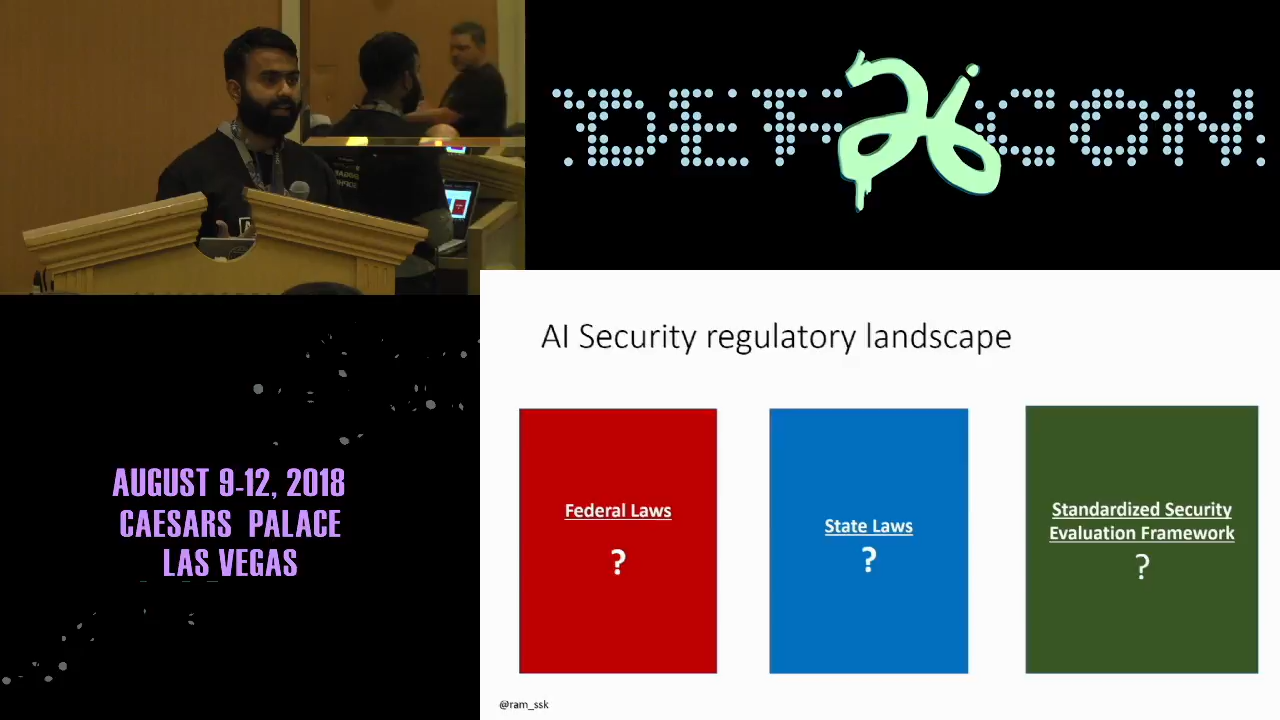 DEF 26 CON
AI Security regulatory landscape
Federal Laws
?
State Laws
?
Standardized Security
Evaluation Framework
?
AUGUST 9-12, 2018
CAESARS PALACE
LAS VEGAS
@ram_ssk